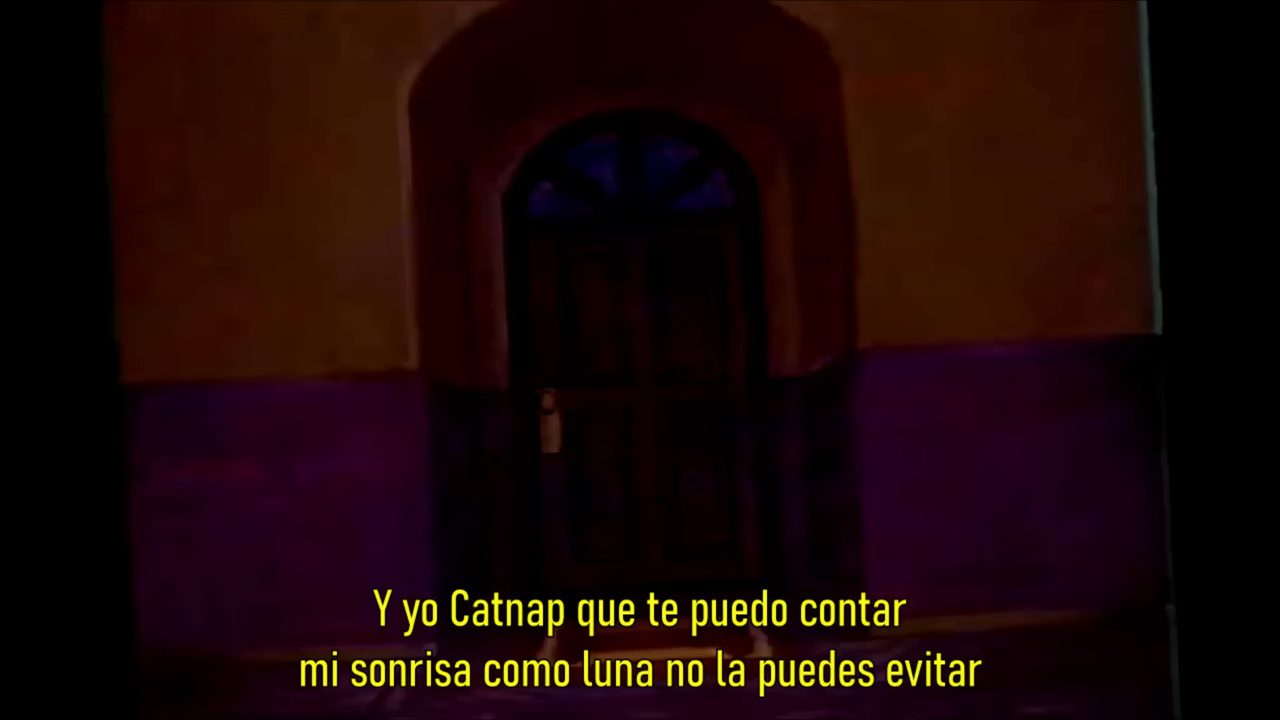 Y yo Catnap que te puedo contar
mi sonrisa como luna no la puedes evitar